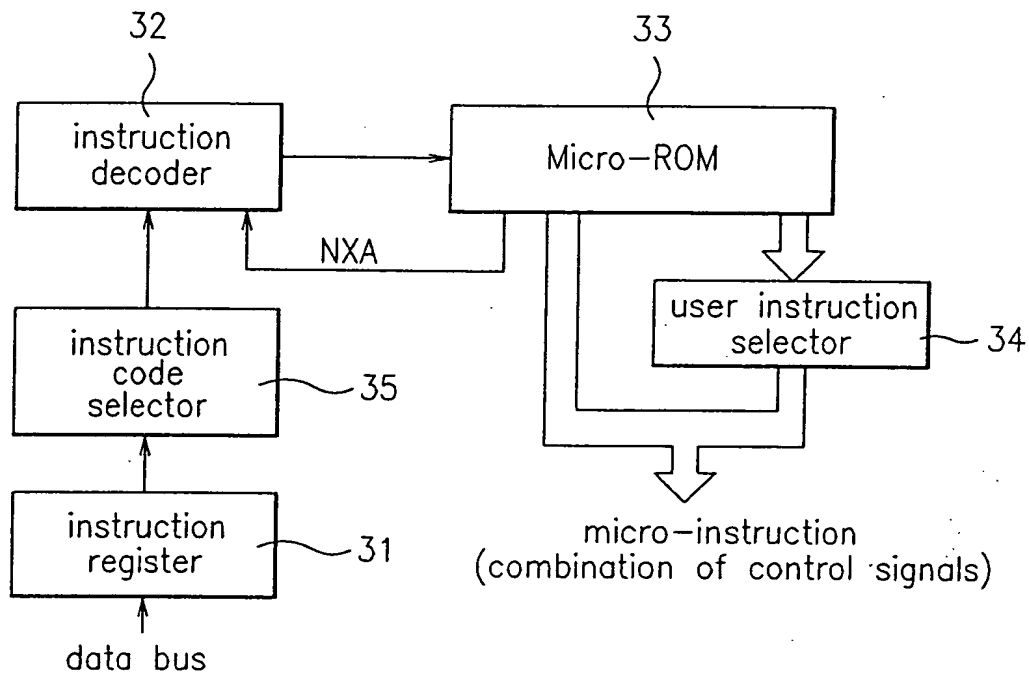 32
33
instruction
decoder
Micro-ROM
NXA
user instruction
selector
34
instruction
code
selector
35
instruction
register
31
micro-instruction
(combination of control signals)
data bus